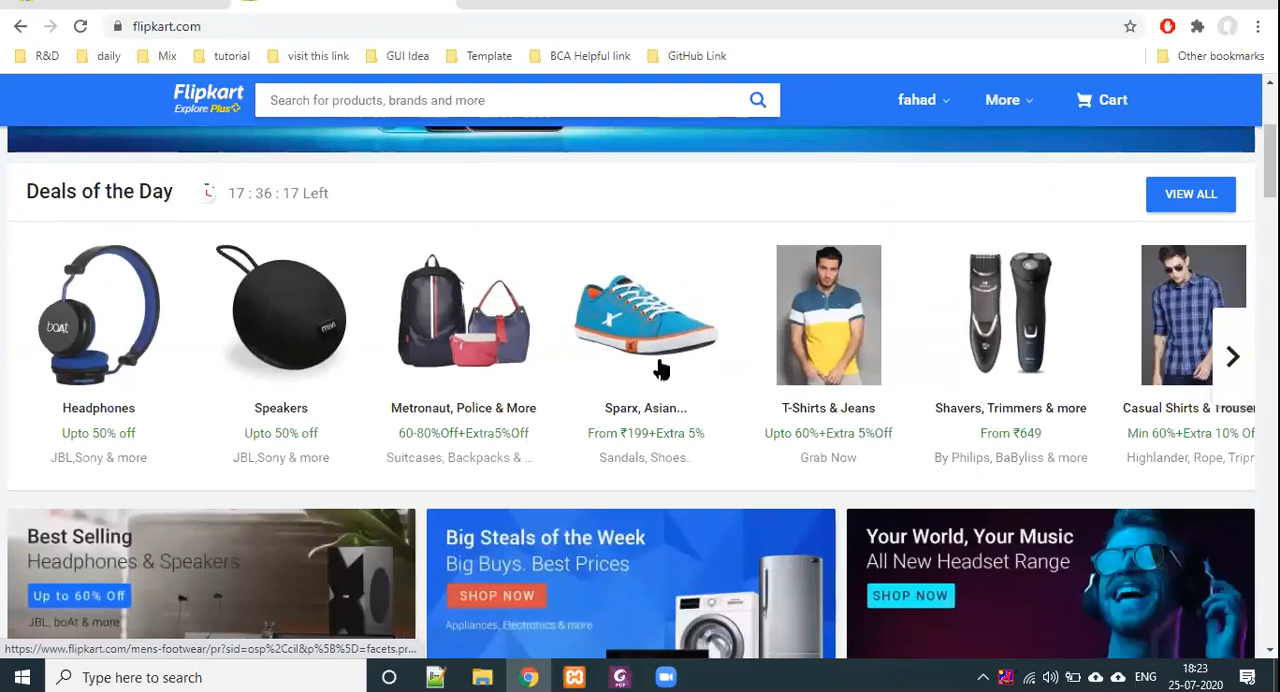 flipkart.com
R&D
daily
Mix
tutorial
visit this link
GUI Idea
Template
BCA Helpful link
GitHub Link
Other bookmarks
Flipkart
Explore Plus
Search for products, brands and more
fahad
More
Cart
Deals of the Day
17 : 36 : 17 Left
VIEW ALL
boAt
mivi
Headphones
Speakers
Metronaut, Police & More
Sparx, Asian...
T-Shirts & Jeans
Shavers, Trimmers & more
Casual Shirts & Trouser
Upto 50% off
Upto 50% off
60-80%Off+Extra5%Off
From ₹199+Extra 5%
Upto 60%+Extra 5%Off
From ₹649
Min 60%+Extra 10% Of
JBL,Sony & more
JBL,Sony & more
Suitcases, Backpacks & ...
Sandals, Shoes..
Grab Now
By Philips, BaByliss & more
Highlander, Rope, Tripr
Best Selling
Headphones & Speakers
Up to 60% Off
JBL, boAt & more
Big Steals of the Week
Big Buys. Best Prices
SHOP NOW
Appliances, Electronics & more
Your World, Your Music
All New Headset Range
SHOP NOW
https://www.flipkart.com/mens-footwear/pr?sid=osp%2Ccil&p%5B%5D=facets.pr...
Type here to search
ENG
18:23
25-07-2020